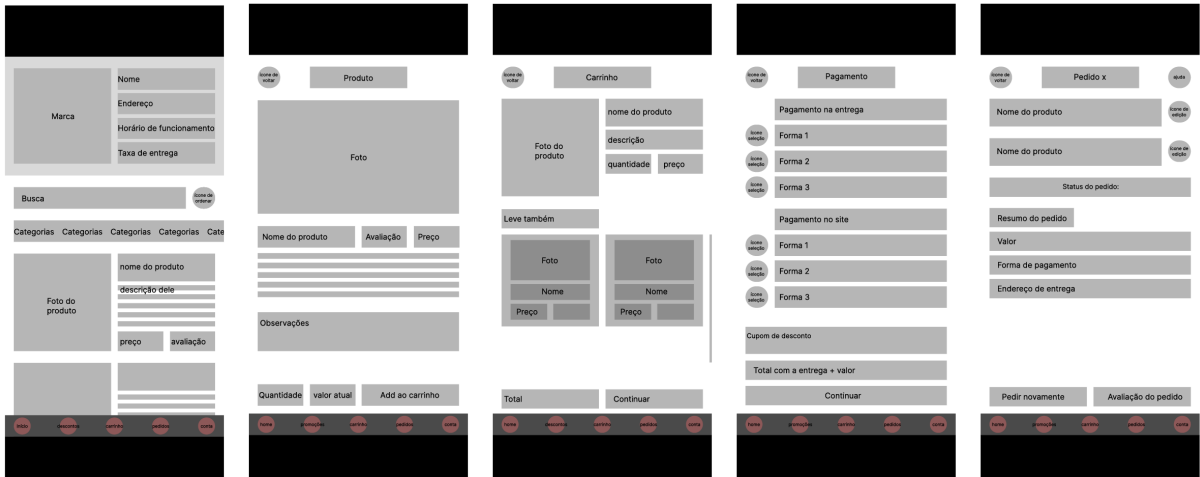 Marca
Nome
Endereço
Horário de funcionamento
Taxa de entrega
Busca
ícone de
ordenar
Categorias Categorias Categorias Categorias Cate
Foto do
produto
nome do produto
descrição dele
preço
avaliação
início
descontos
carrinho
pedidos
conta
ícone de
voltar
Produto
Foto
Nome do produto
Avaliação
Preço
Observações
Quantidade
valor atual
Add ao carrinho
home
promoções
carrinho
pedidos
conta
ícone de
voltar
Carrinho
Foto do
produto
nome do produto
descrição
quantidade
preço
Leve também
Foto
Nome
Preço
Foto
Nome
Preço
Total
Continuar
home
descontos
carrinho
pedidos
conta
ícone de
voltar
Pagamento
Pagamento na entrega
ícone
seleção
Forma 1
ícone
seleção
Forma 2
ícone
seleção
Forma 3
Pagamento no site
ícone
seleção
Forma 1
ícone
seleção
Forma 2
ícone
seleção
Forma 3
Cupom de desconto
Total com a entrega + valor
Continuar
home
promoções
carrinho
pedidos
conta
ícone de
voltar
Pedido x
ajuda
Nome do produto
ícone de
edição
Nome do produto
ícone de
edição
Status do pedido:
Resumo do pedido
Valor
Forma de pagamento
Endereço de entrega
Pedir novamente
Avaliação do pedido
home
promoções
carrinho
pedidos
conta